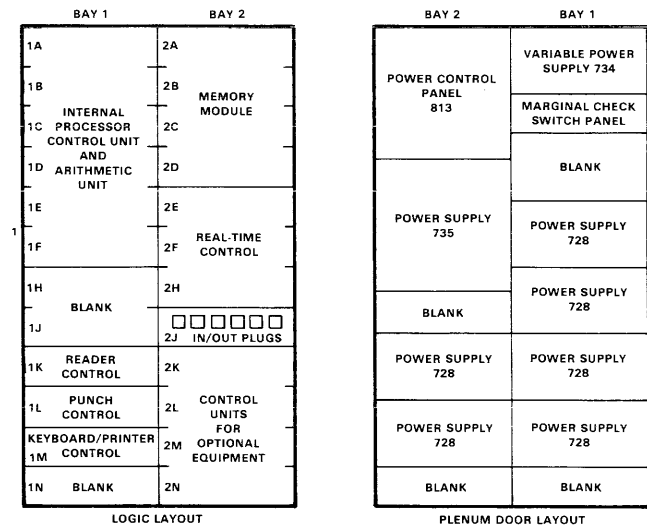 BAY 1
BAY 2
1A
1B
INTERNAL
1C PROCESSOR
CONTROL UNIT
AND
1D ARITHMETIC
UNIT
1E
1
1F
1H
BLANK
1J
READER
1K CONTROL
PUNCH
1L CONTROL
KEYBOARD/PRINTER
1M CONTROL
1N BLANK
2A
2B
MEMORY
MODULE
2C
2D
2E
REAL-TIME
2F CONTROL
2H
2J IN/OUT PLUGS
2K
CONTROL
2L UNITS
FOR
2M OPTIONAL
EQUIPMENT
2N
LOGIC LAYOUT
BAY 2
BAY 1
POWER CONTROL
PANEL
813
POWER SUPPLY
735
BLANK
POWER SUPPLY
728
POWER SUPPLY
728
BLANK
VARIABLE POWER
SUPPLY 734
MARGINAL CHECK
SWITCH PANEL
BLANK
POWER SUPPLY
728
POWER SUPPLY
728
POWER SUPPLY
728
POWER SUPPLY
728
BLANK
PLENUM DOOR LAYOUT